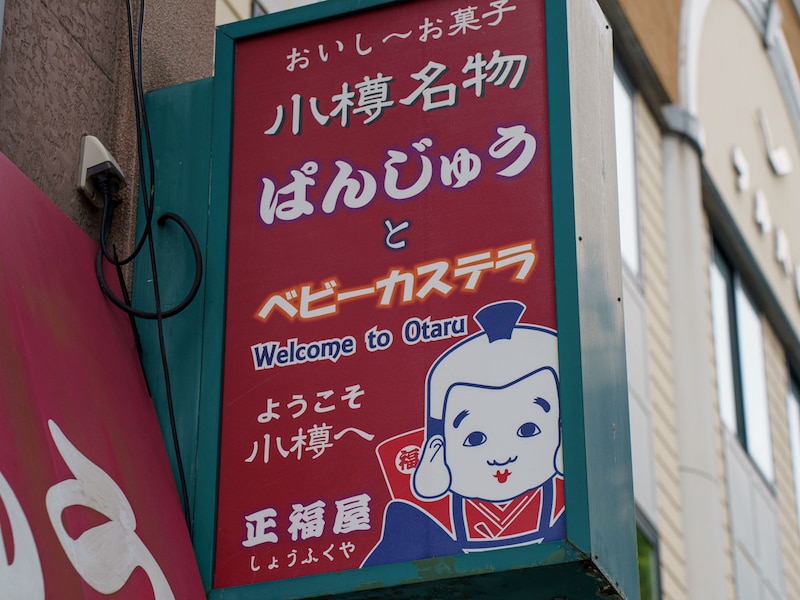 おいし〜お菓子
小樽名物
ぱんじゅう
と
ベビーカステラ
Welcome to Otaru
ようこそ
小樽へ
福
正福屋
しょうふくや